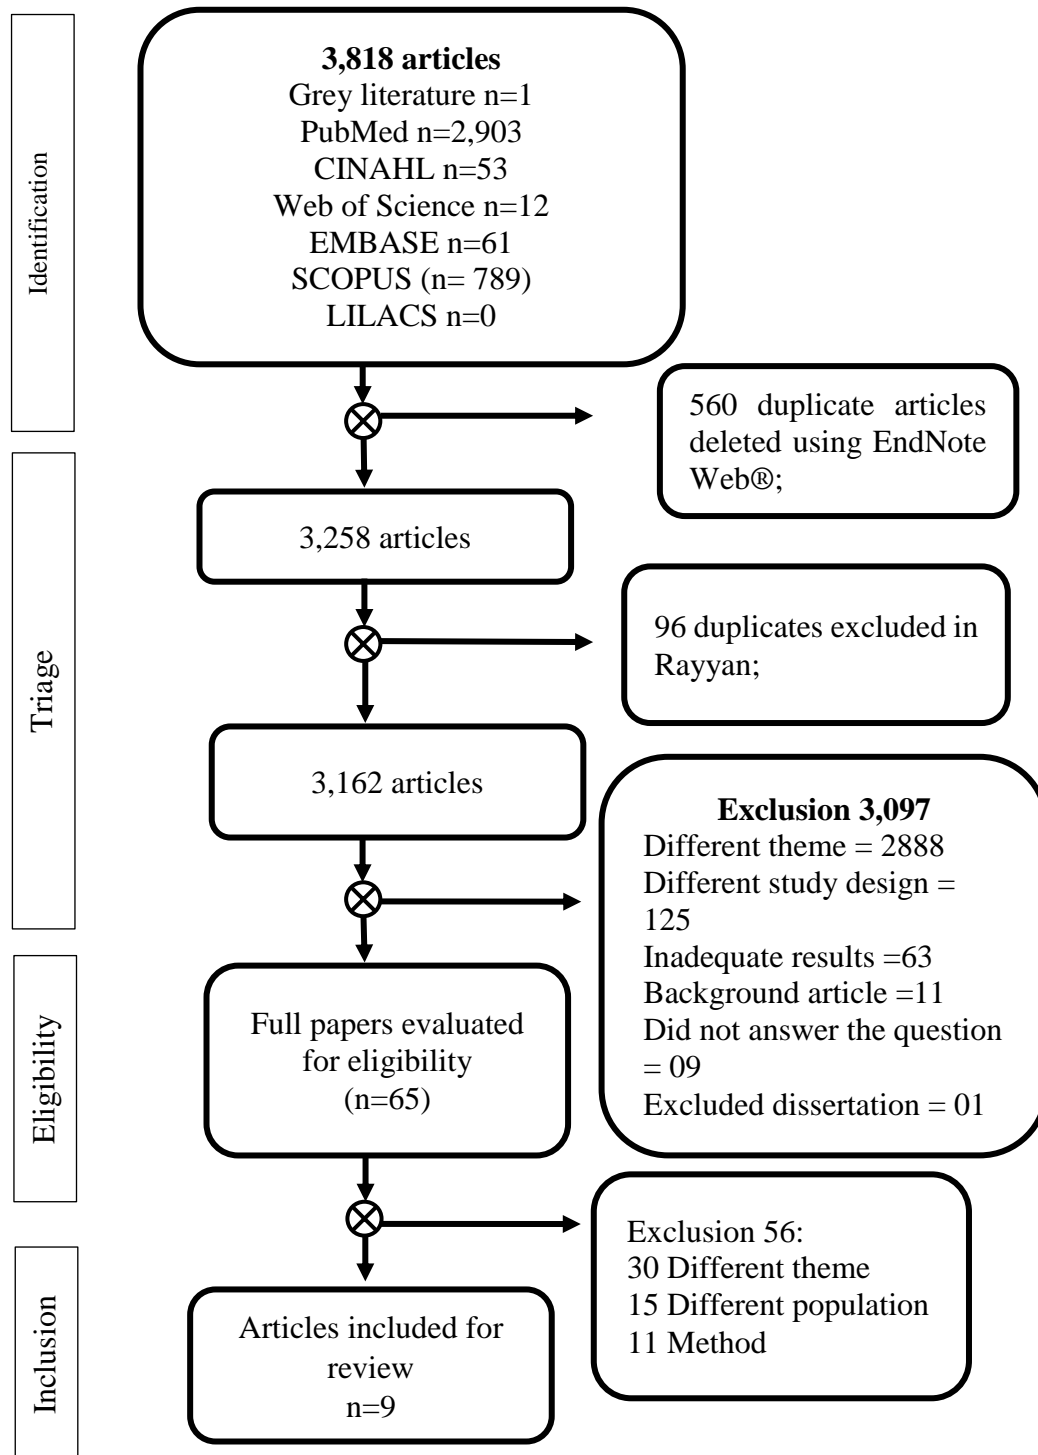 Identification
3,818 articles
Grey literature n=1
PubMed n=2,903
CINAHL n=53
Web of Science n=12
EMBASE n=61
SCOPUS (n= 789)
LILACS n=0
560 duplicate articles
deleted using EndNote
Web®;
Triage
3,258 articles
96 duplicates excluded in
Rayyan;
3,162 articles
Exclusion 3,097
Different theme = 2888
Different study design =
125
Inadequate results =63
Background article =11
Did not answer the question
= 09
Excluded dissertation = 01
Eligibility
Full papers evaluated
for eligibility
(n=65)
Exclusion 56:
30 Different theme
15 Different population
11 Method
Inclusion
Articles included for
review
n=9